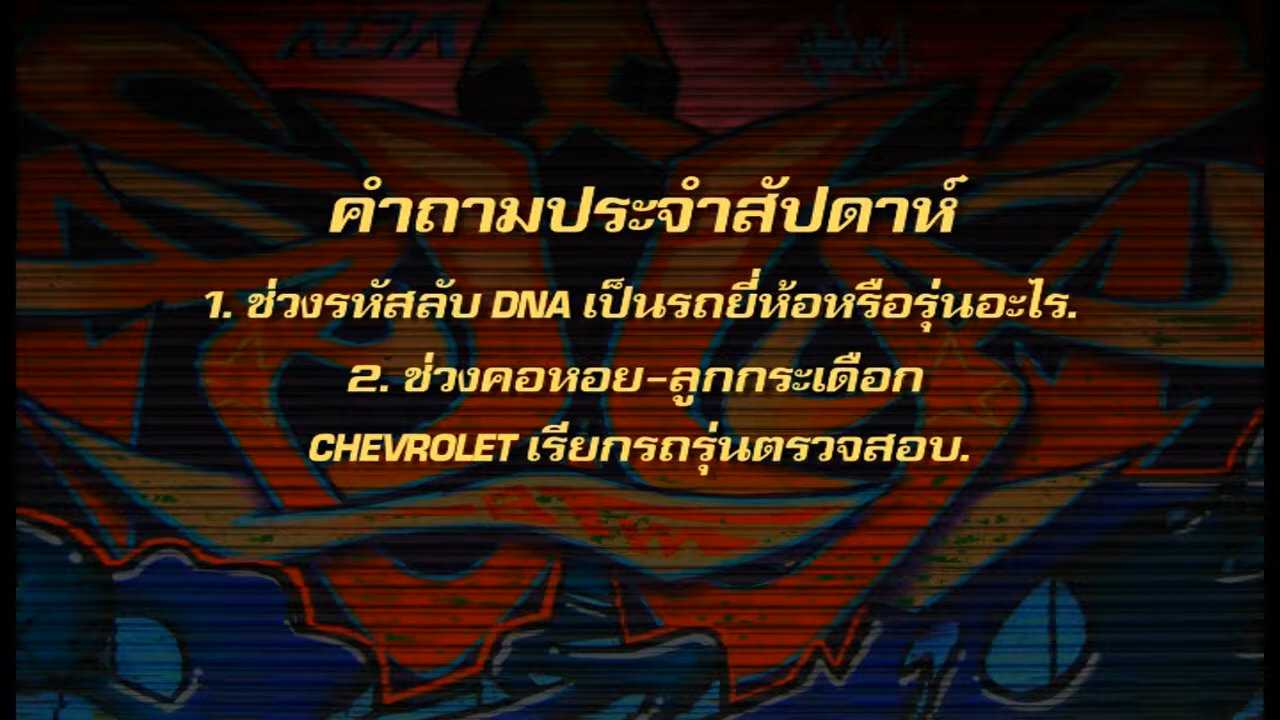 คำถามประจำสัปดาห์
1. ช่วงรหัสลับ DNA เป็นรถยี่ห้อหรือรุ่นอะไร.
2. ช่วงคอหอย-ลูกกระเดือก
CHEVROLET เรียกรถรุ่นตรวจสอบ.